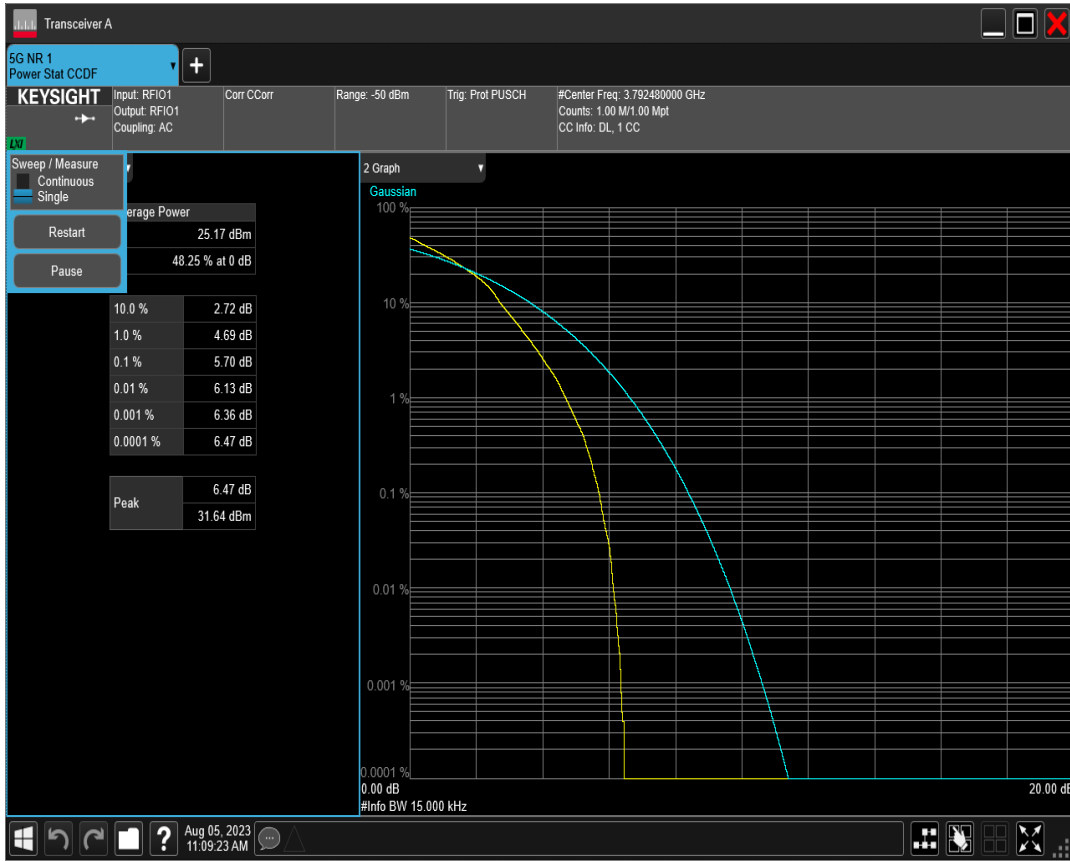 Transceiver A
5G NR 1
Power Stat CCDF
KEYSIGHT
Input: RFIO1
Output: RFIO1
Coupling: AC
Corr CCorr
Range: -50 dBm
Trig: Prot PUSCH
#Center Freq: 3.792480000 GHz
Counts: 1.00 M/1.00 Mpt
CC Info: DL, 1 CC
LXI
Sweep / Measure
Continuous
Single
Restart
Pause
erage Power
25.17 dBm
48.25 % at 0 dB
10.0 % 2.72 dB
1.0 % 4.69 dB
0.1 % 5.70 dB
0.01 % 6.13 dB
0.001 % 6.36 dB
0.0001 % 6.47 dB
Peak
6.47 dB
31.64 dBm
2 Graph
Gaussian
100 %
10 %
1 %
0.1 %
0.01 %
0.001 %
0.0001 %
0.00 dB
20.00 dB
#Info BW 15.000 kHz
?
Aug 05, 2023
11:09:23 AM